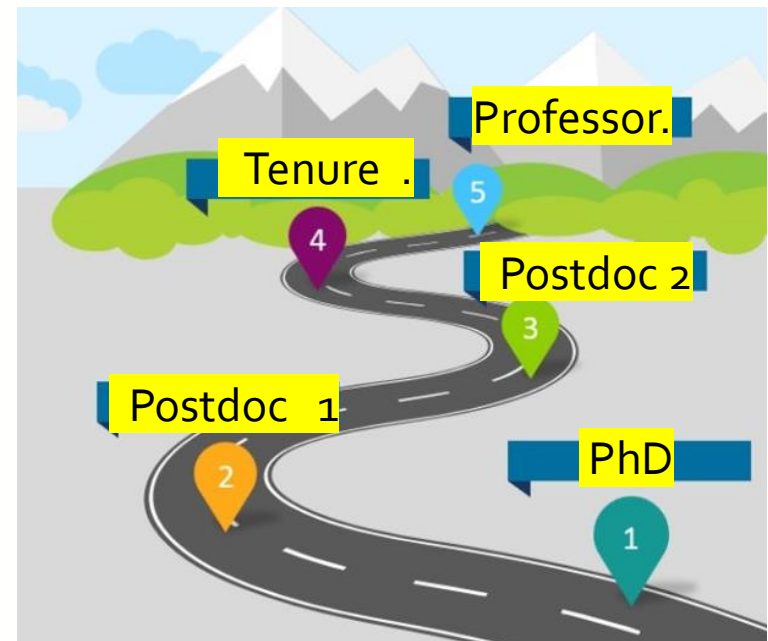 Professor.
Tenure .
5
4
Postdoc 2
3
Postdoc 1
PhD
2
1